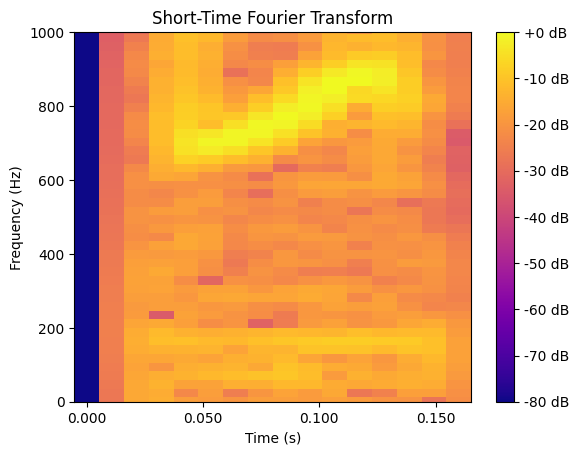 Short-Time Fourier Transform
Frequency (Hz)
1000
800
600
400
200
0
0.000
0.050
0.100
0.150
Time (s)
+0 dB
-10 dB
-20 dB
-30 dB
-40 dB
-50 dB
-60 dB
-70 dB
-80 dB